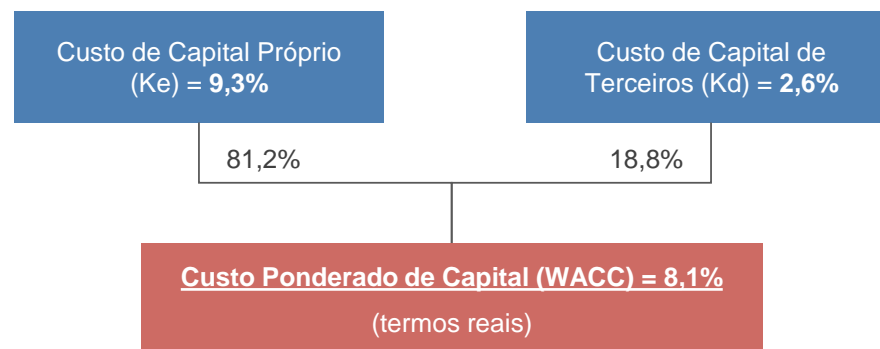 Custo de Capital Próprio
(Ke) = 9,3%
Custo de Capital de
Terceiros (Kd) = 2,6%
81,2%
18,8%
Custo Ponderado de Capital (WACC) = 8,1%
(termos reais)